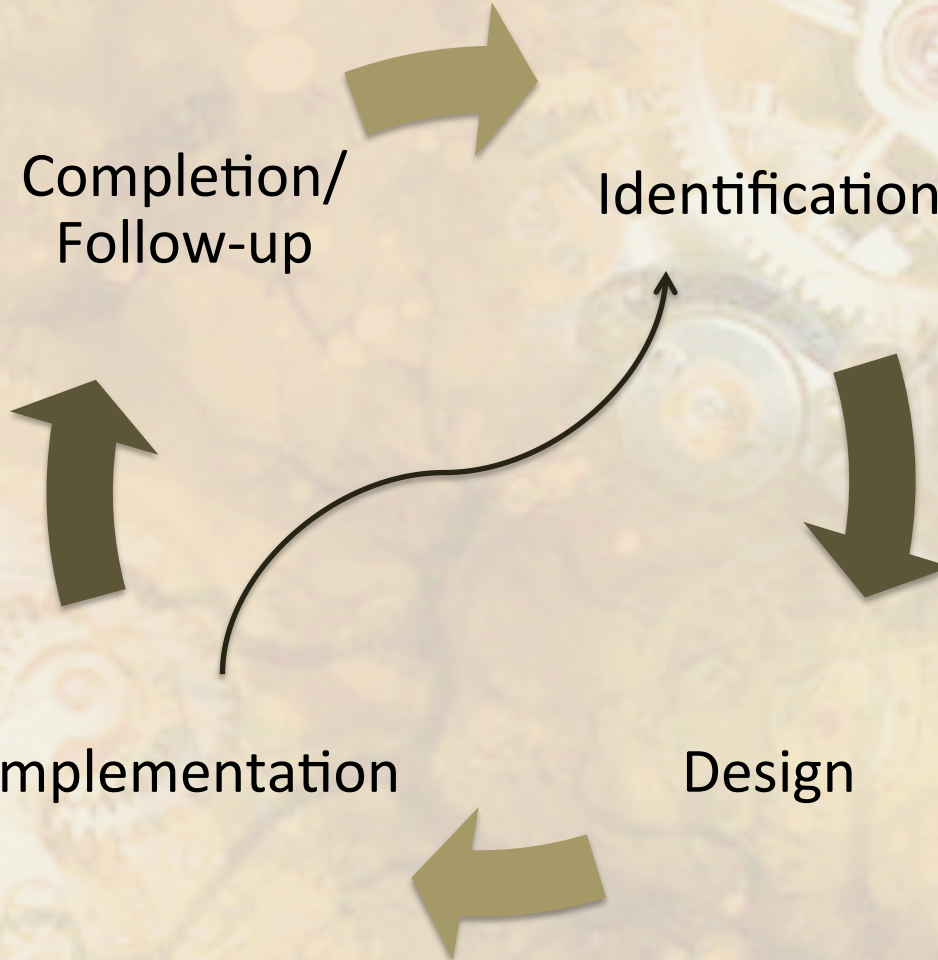 Completion/
Follow-up
Identification
mplementation
Design